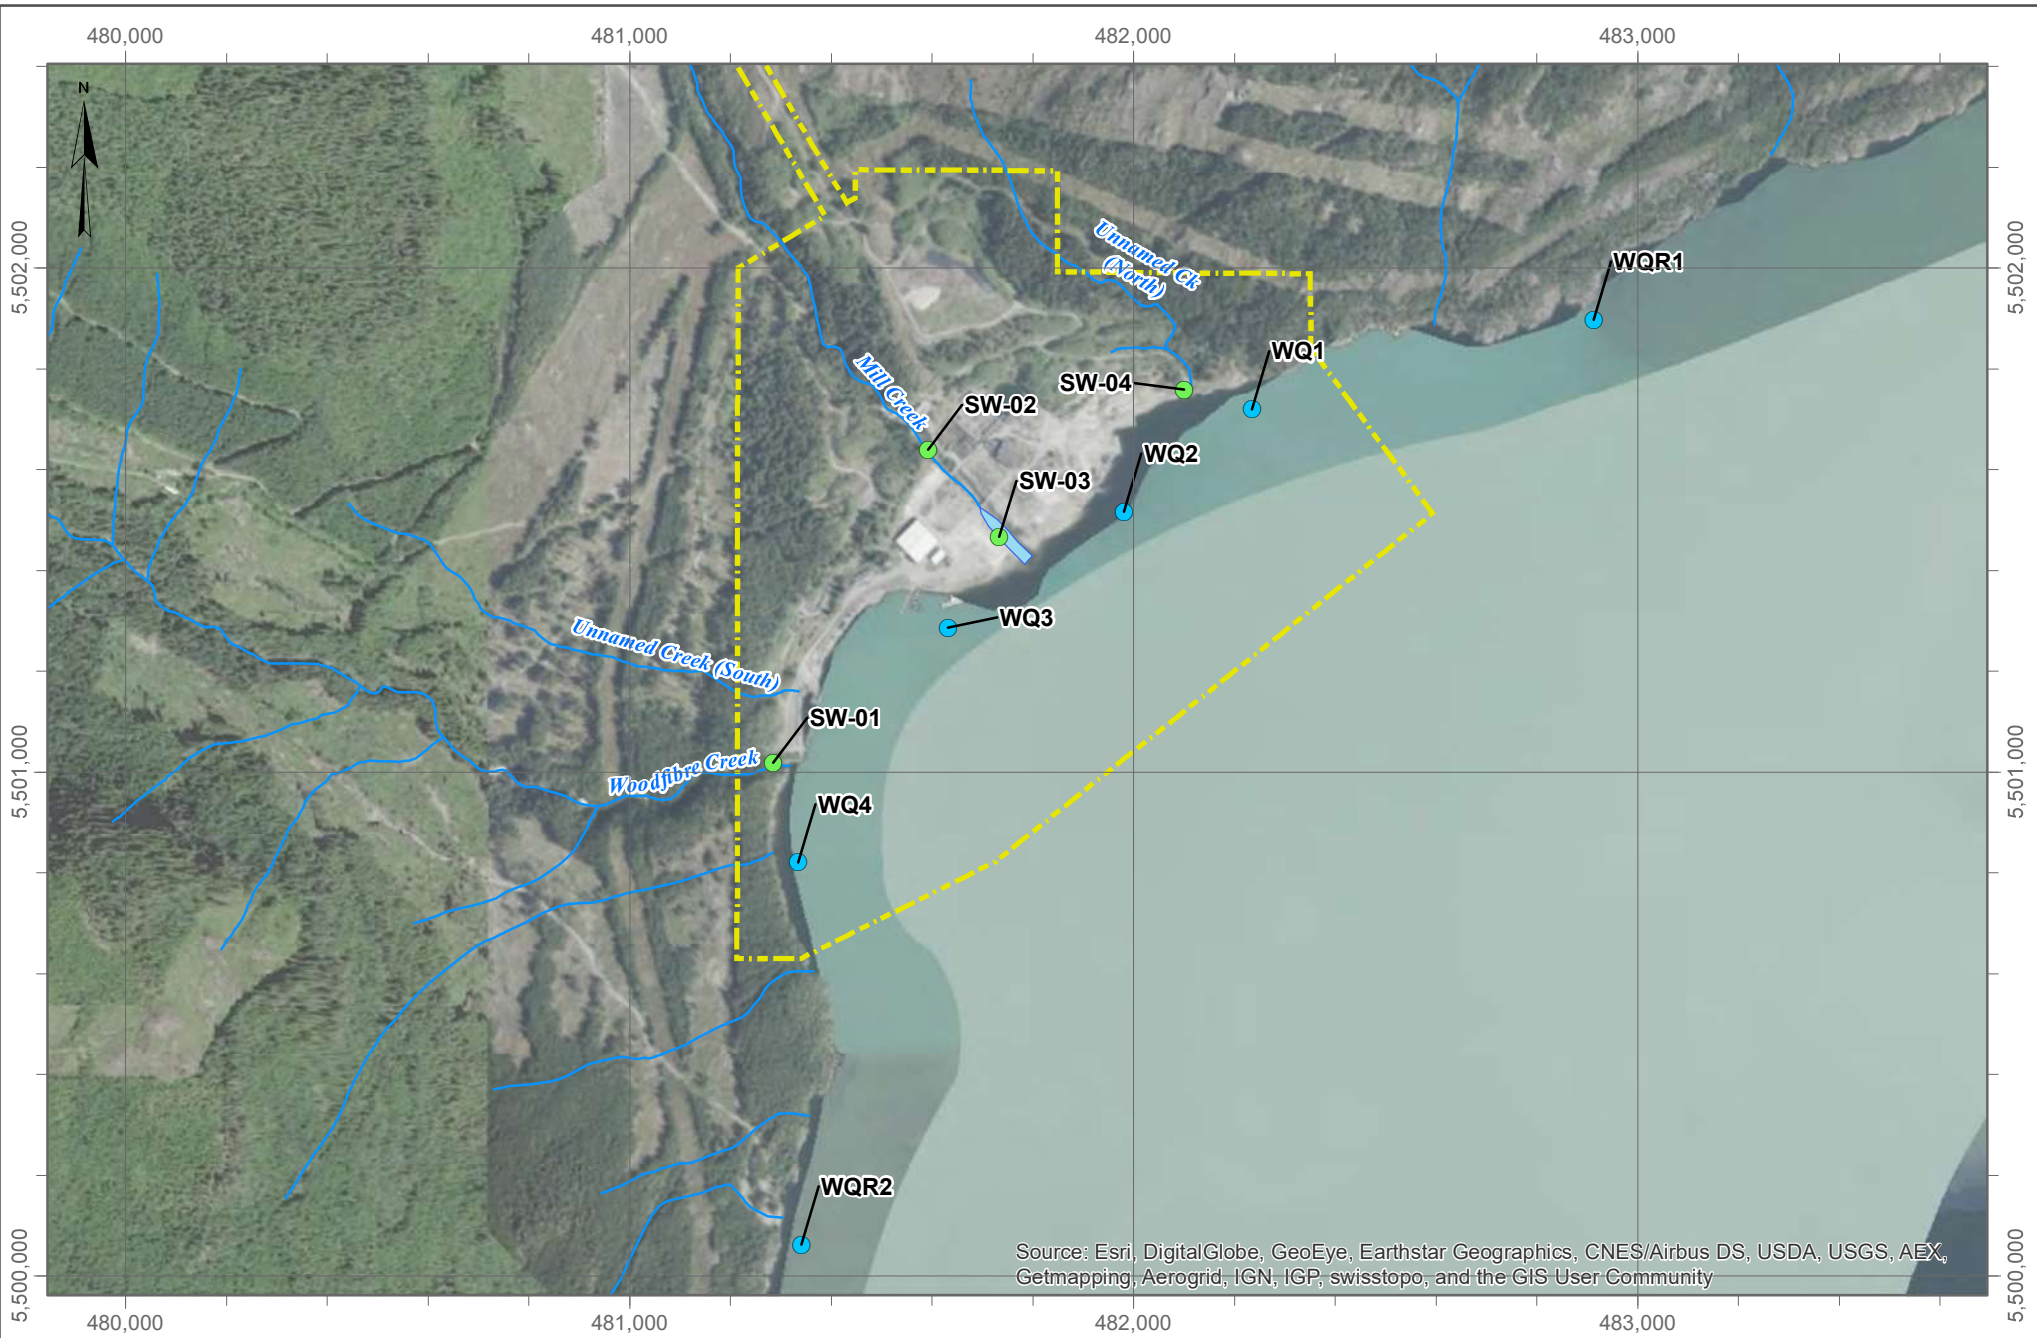 480,000
481,000
482,000
483,000
N
5,502,000
5,502,000
Unnamed Ck
(North)
WQR1
WQ1
Mill Creek
SW-04
SW-02
WQ2
SW-03
WQ3
Unnamed Creek (South)
SW-01
5,501,000
5,501,000
Woodfibre Creek
WQ4
WQR2
5,500,000
5,500,000
Source: Esri, DigitalGlobe, GeoEye, Earthstar Geographics, CNES/Airbus DS, USDA, USGS, AEX,
Getmapping, Aerogrid, IGN, IGP, swisstopo, and the GIS User Community
480,000
481,000
482,000
483,000